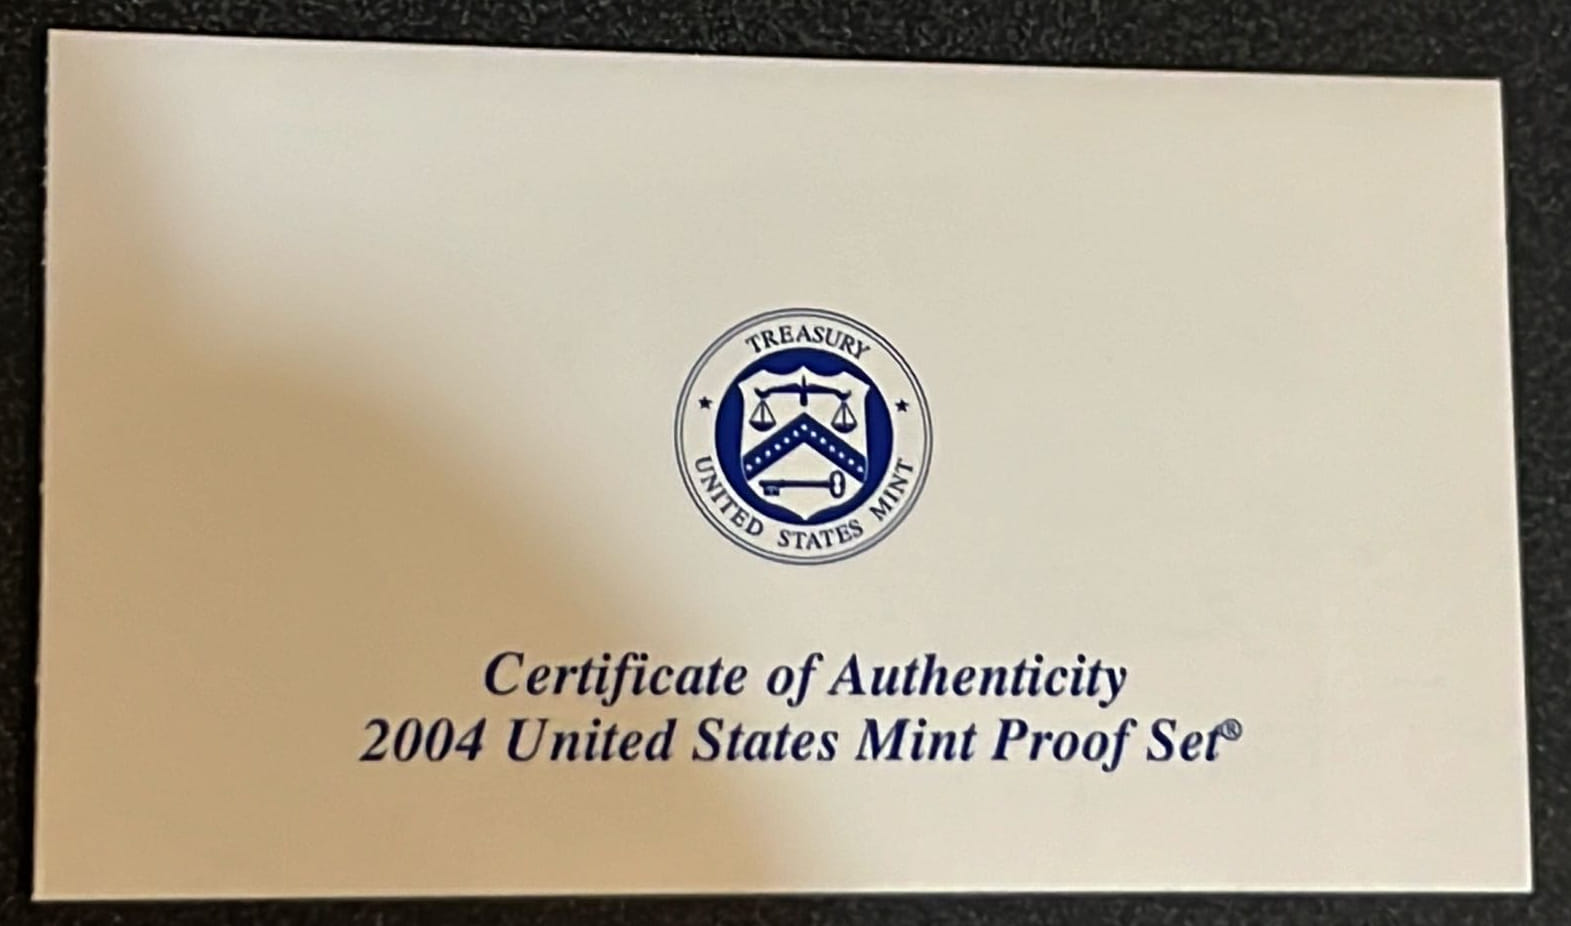 TREASURY
UNITED STATES MINT
Certificate of Authenticity
2004 United States Mint Proof Set®